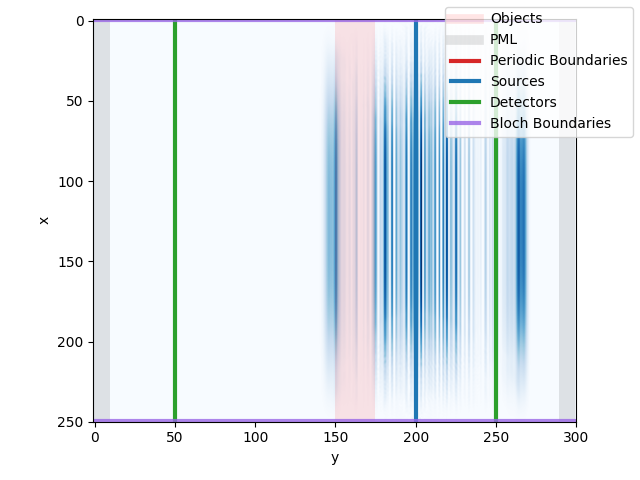 Objects
PML
Periodic Boundaries
Sources
Detectors
Bloch Boundaries
0
50
100
150
200
250
x
0
50
100
150
200
250
300
y